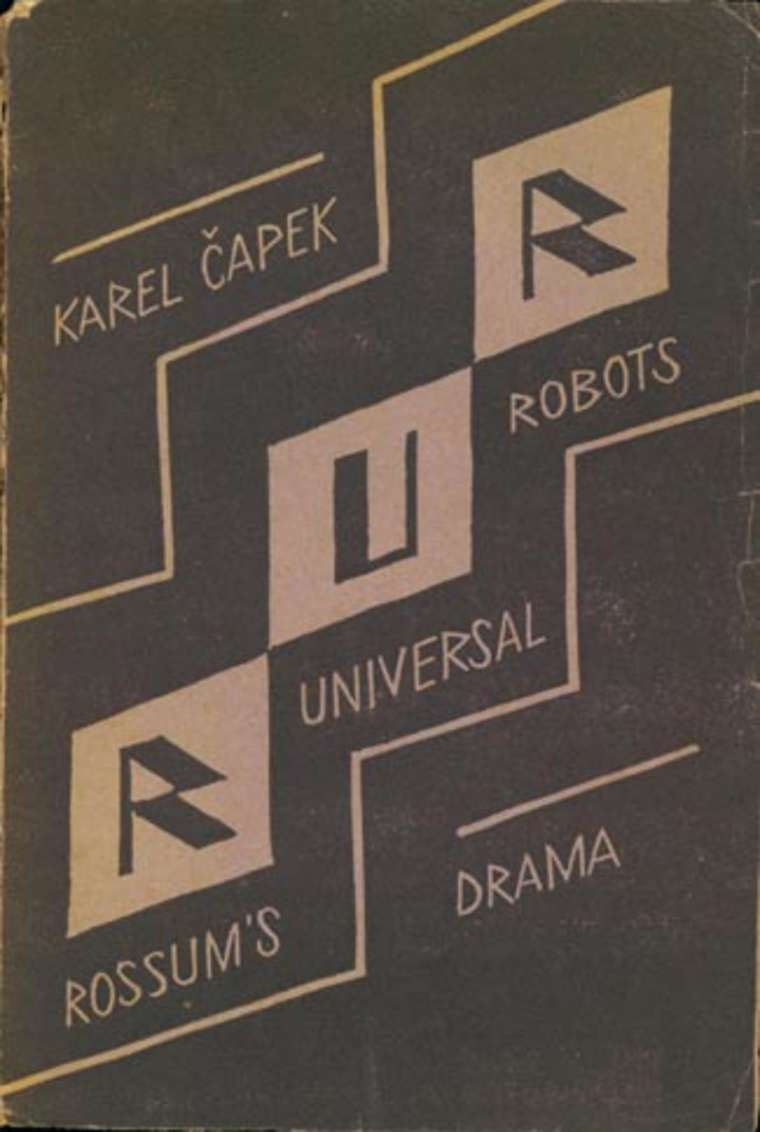 KAREL ČAPEK
R
ROBOTS
U
UNIVERSAL
R
ROSSUM'S
DRAMA